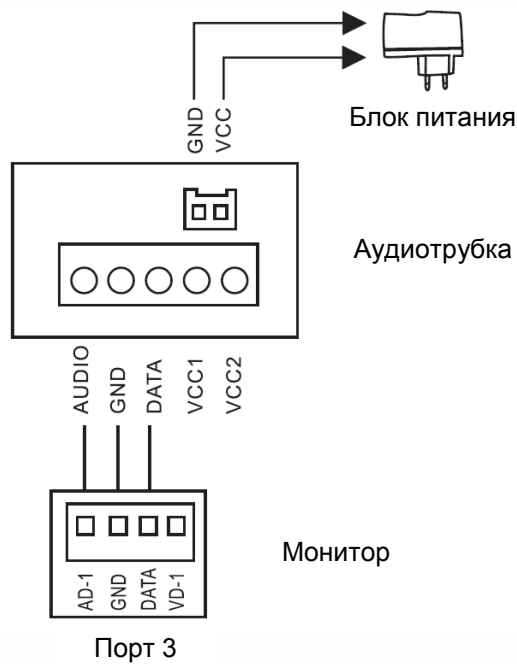 GND
VCC
Блок питания
Аудиотрубка
AUDIO
GND
DATA
VCC1
VCC2
Монитор
AD-1
GND
DATA
VD-1
Порт 3